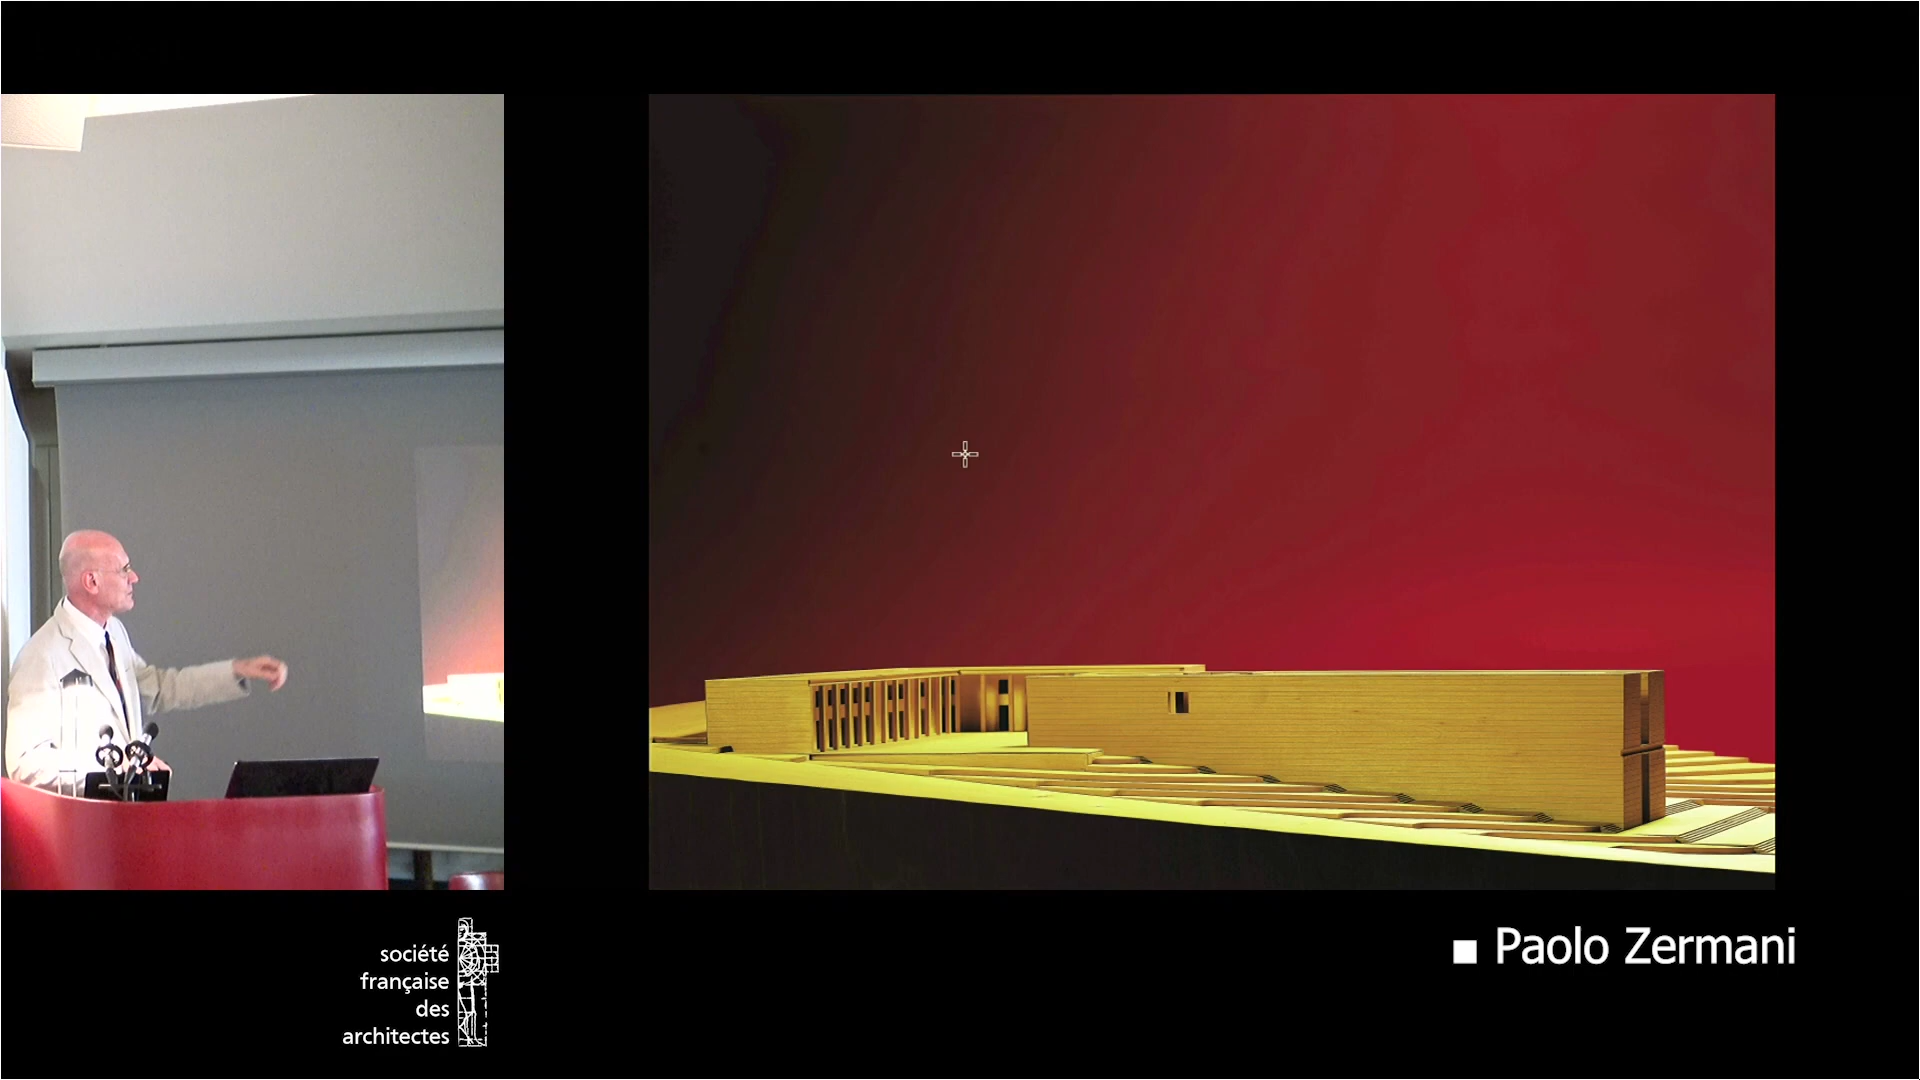 société
française
des
architectes
Paolo Zermani